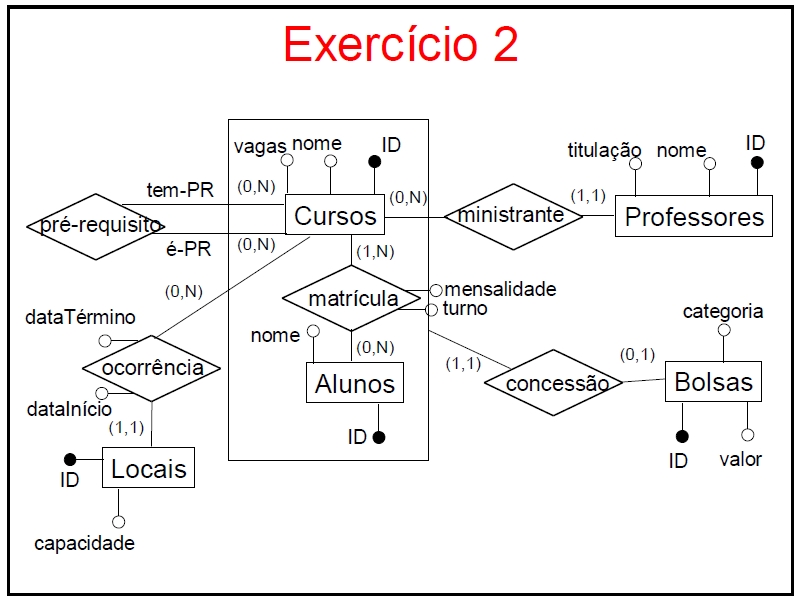 Exercício 2
vagas
nome
ID
titulação
nome
ID
tem-PR
(0,N)
(0,N)
(1,1)
pré-requisito
Cursos
ministrante
Professores
é-PR
(0,N)
(1,N)
(0,N)
matrícula
mensalidade
turno
dataTérmino
nome
(0,N)
categoria
ocorrência
Alunos
(1,1)
concessão
(0,1)
Bolsas
dataInício
(1,1)
ID
ID
valor
Locais
ID
capacidade